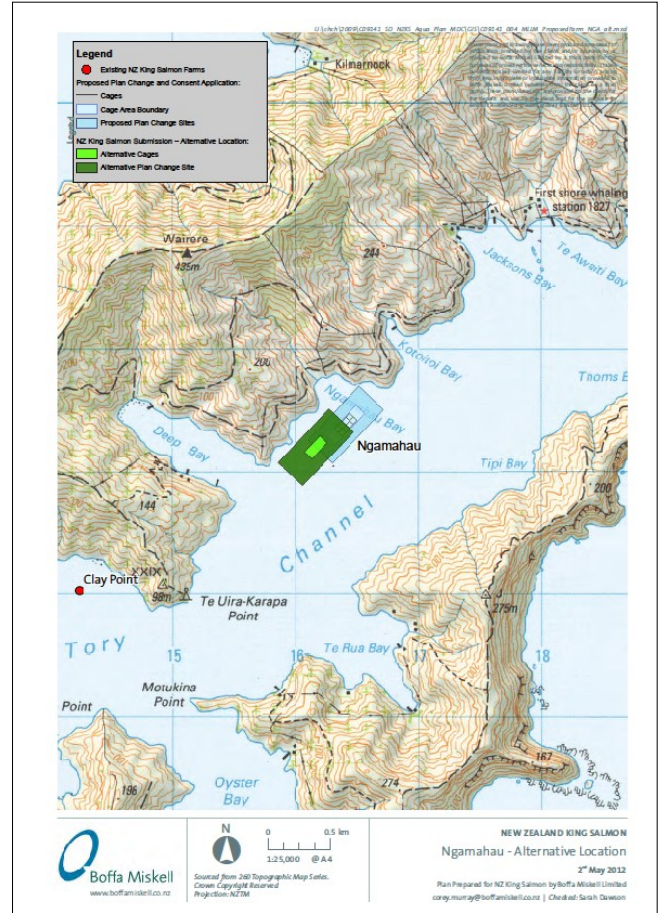 Legend
Existing NZ King Salmon Farms
Proposed Plan Change and Consent Application:
Cages
Cage Area Boundary
Proposed Plan Change Sites
NZ King Salmon Submission – Alternative Location:
Alternative Cages
Alternative Plan Change Site
Kilmarnock
First shore whaling
station 1827
Wairere
435m
244
Te Awaiti Bay
Jacksons Bay
200
100
Kotoitoi Bay
Thoms B
Deep Bay
Ngamahau
Tipi Bay
200
144
Channel
XXIX
Clay Point
98m
Te Uira-Karapa
Point
275m
Tory
15
16
17
18
Te Rua Bay
Motukina
Point
Point
167
196
Oyster
Bay
274
Boffa Miskell
www.boffamiskell.co.nz
N
0 0.5 km
1:25,000 @ A4
Sourced from 260 Topographic Map Series.
Crown Copyright Reserved
Projection: NZTM
NEW ZEALAND KING SALMON
Ngamahau - Alternative Location
2nd May 2012
Plan Prepared for NZ King Salmon by Boffa Miskell Limited
corey.murray@boffamiskell.co.nz | Checked: Sarah Dawson